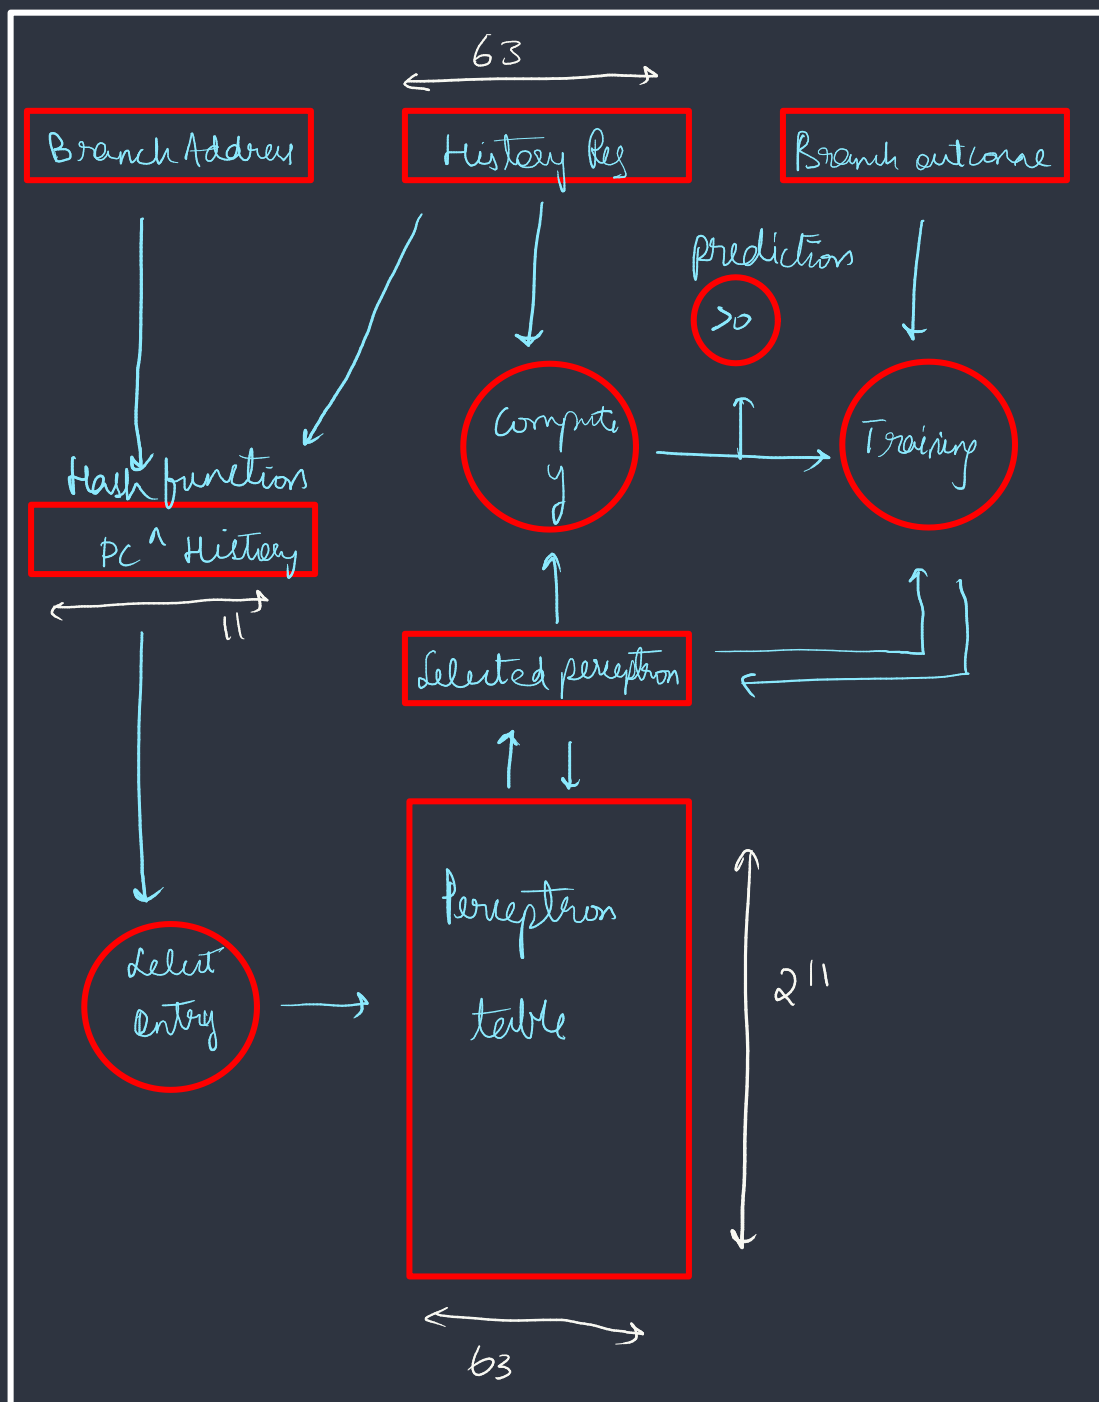 63
Branch Address
History Reg
Branch outcome
prediction
>0
Compute
y
Training
Hash function
PC ^ History
11
Selected perceptron
Select
entry
Perceptron
table
2^11
63